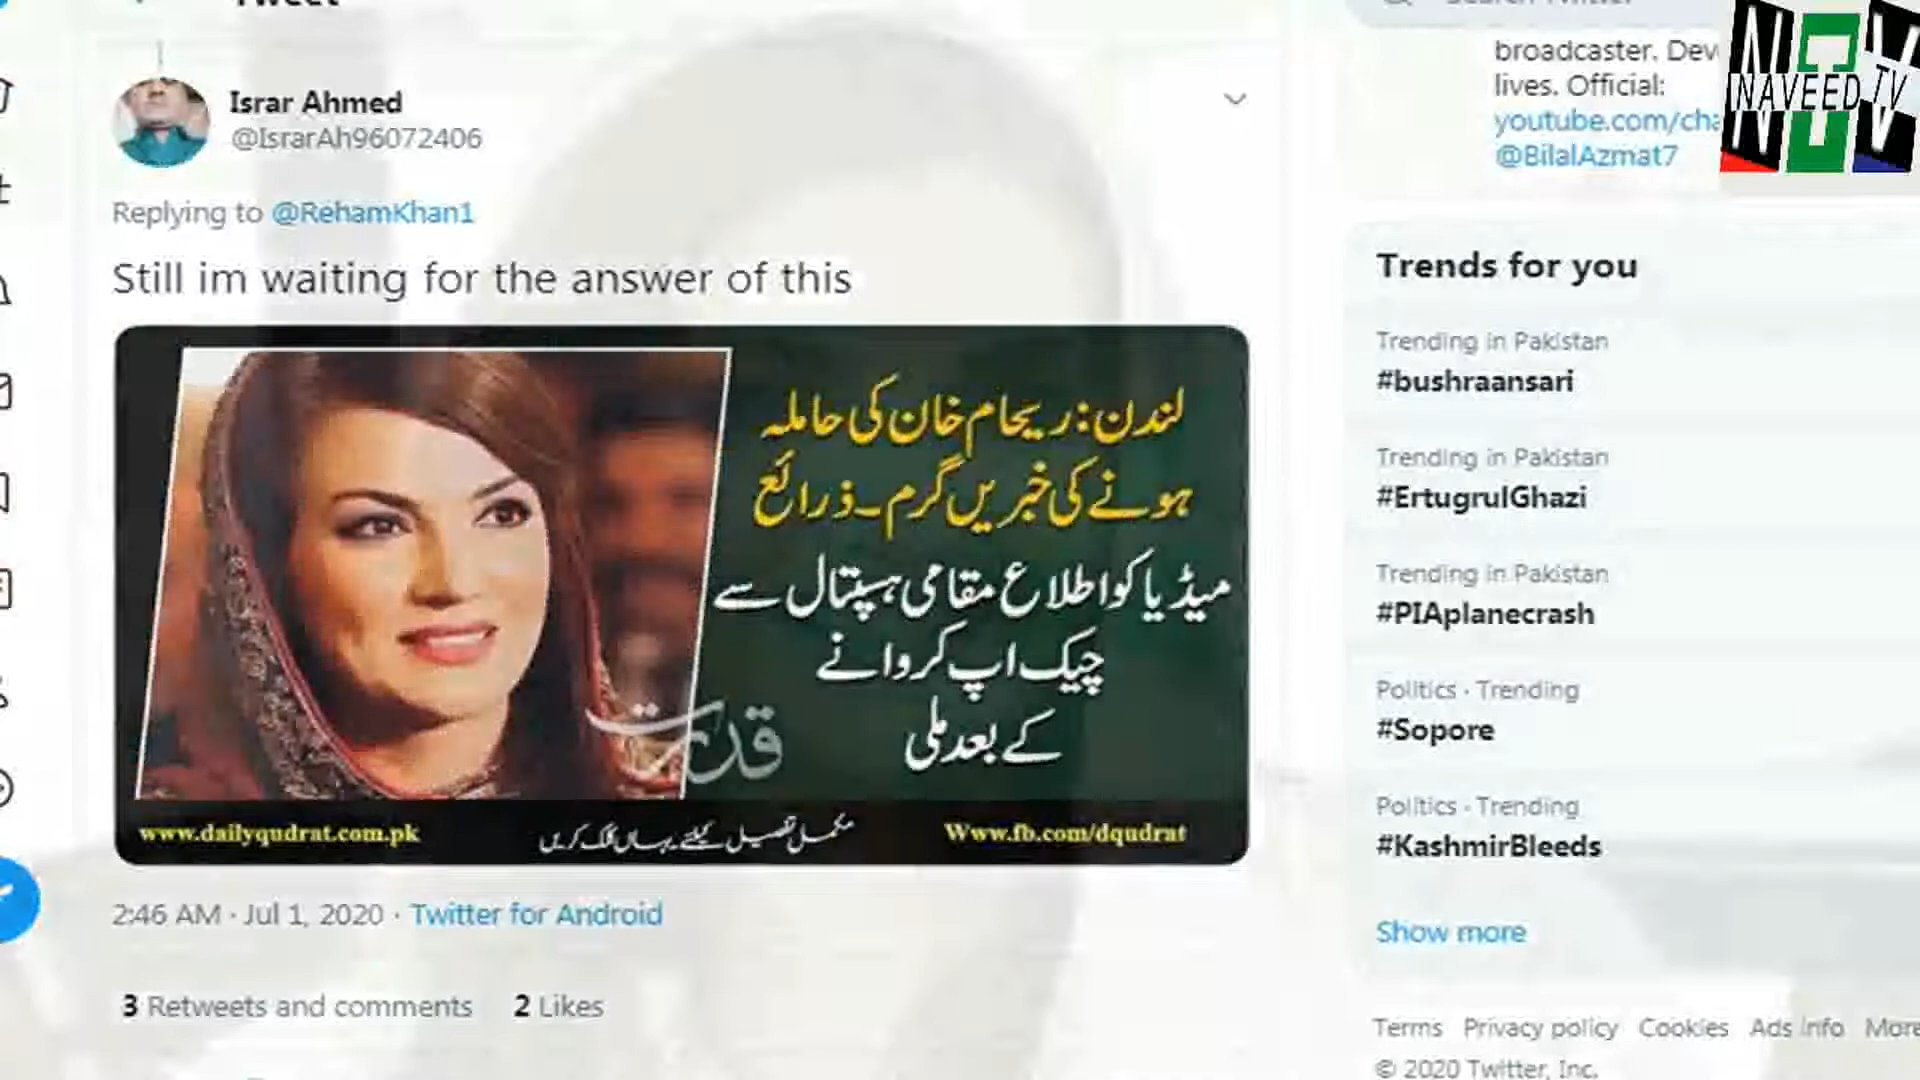 Tweet
Israr Ahmed
@IsrarAh96072406
Replying to @RehamKhan1
Still im waiting for the answer of this
لندن: ریحام خان کی حاملہ
ہونے کی خبریں گرم۔ذرائع
میڈیا کو اطلاع مقامی ہسپتال سے
چیک اپ کروانے
کے بعد ملی
قدرت
www.dailyqudrat.com.pk
مکمل تفصیل کیلئے یہاں کلک کریں
Www.fb.com/dqudrat
2:46 AM · Jul 1, 2020 · Twitter for Android
3 Retweets and comments 2 Likes
Search Twitter
broadcaster. Dev
lives. Official:
youtube.com/cha
@BilalAzmat7
NAVEED TV
Trends for you
Trending in Pakistan
#bushraansari
Trending in Pakistan
#ErtugrulGhazi
Trending in Pakistan
#PIAplanecrash
Politics · Trending
#Sopore
Politics · Trending
#KashmirBleeds
Show more
Terms Privacy policy Cookies Ads info More
© 2020 Twitter, Inc.